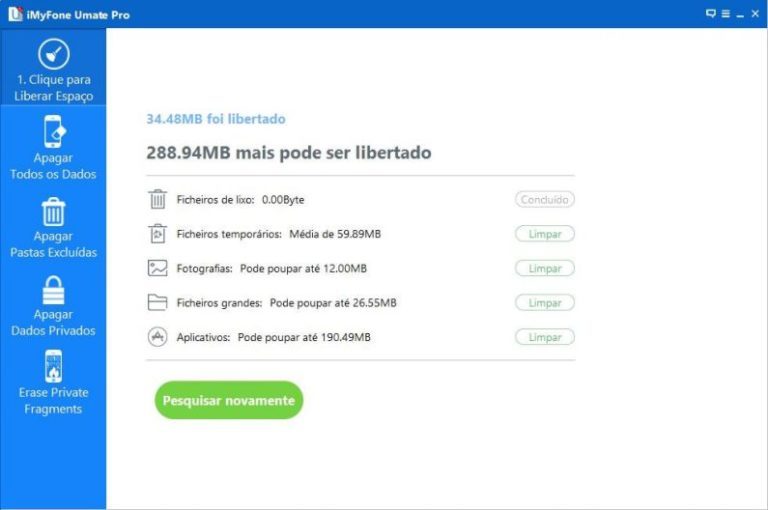 iMyFone Umate Pro
1. Clique para
Liberar Espaço
Apagar
Todos os Dados
Apagar
Pastas Excluídas
Apagar
Dados Privados
Erase Private
Fragments
34.48MB foi libertado
288.94MB mais pode ser libertado
Ficheiros de lixo: 0.00Byte Concluído
Ficheiros temporários: Média de 59.89MB Limpar
Fotografias: Pode poupar até 12.00MB Limpar
Ficheiros grandes: Pode poupar até 26.55MB Limpar
Aplicativos: Pode poupar até 190.49MB Limpar
Pesquisar novamente